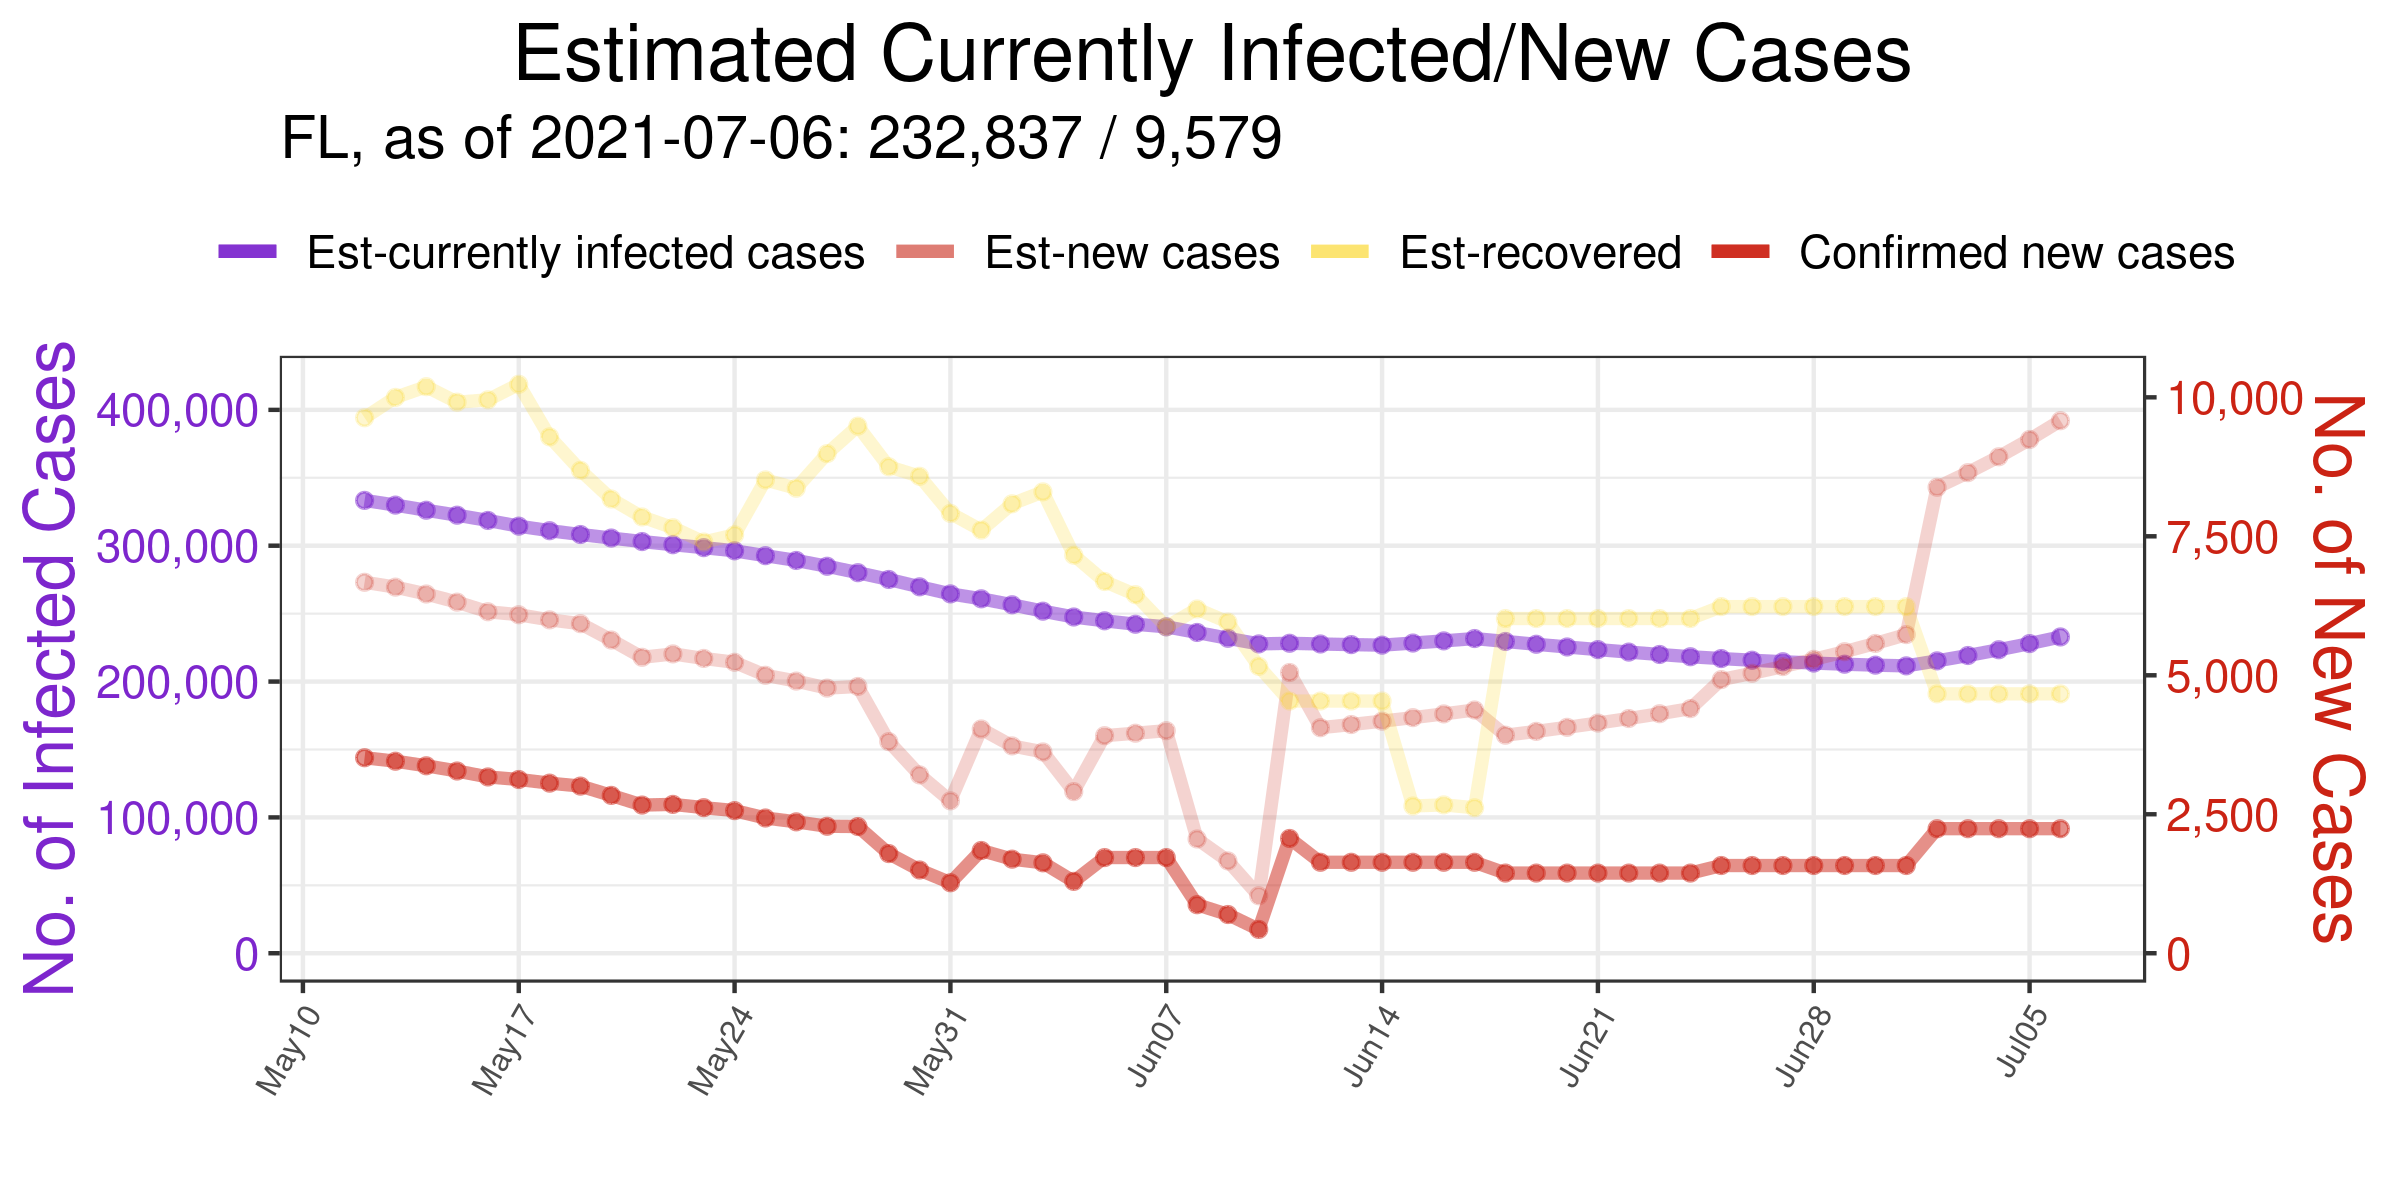 Estimated Currently Infected/New Cases
FL, as of 2021-07-06: 232,837 / 9,579
Est-currently infected cases Est-new cases Est-recovered Confirmed new cases
No. of Infected Cases
400,000
300,000
200,000
100,000
0
10,000
7,500
5,000
2,500
0
No. of New Cases
May10 May17 May24 May31 Jun07 Jun14 Jun21 Jun28 Jul05